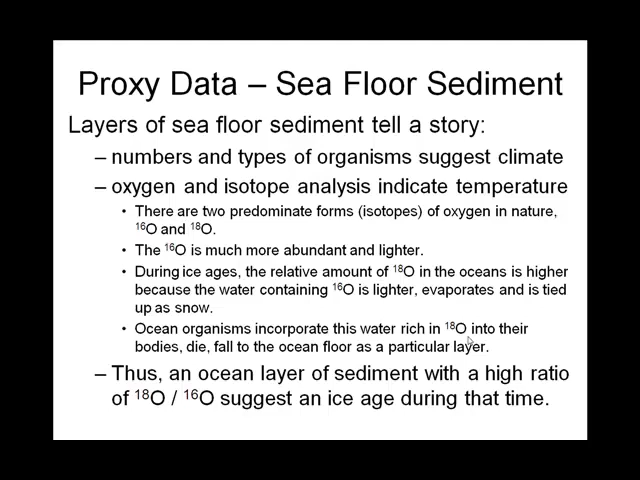 Proxy Data – Sea Floor Sediment
Layers of sea floor sediment tell a story:
– numbers and types of organisms suggest climate
– oxygen and isotope analysis indicate temperature
• There are two predominate forms (isotopes) of oxygen in nature,
¹⁶O and ¹⁸O.
• The ¹⁶O is much more abundant and lighter.
• During ice ages, the relative amount of ¹⁸O in the oceans is higher
because the water containing ¹⁶O is lighter, evaporates and is tied
up as snow.
• Ocean organisms incorporate this water rich in ¹⁸O into their
bodies, die, fall to the ocean floor as a particular layer.
– Thus, an ocean layer of sediment with a high ratio
of ¹⁸O / ¹⁶O suggest an ice age during that time.